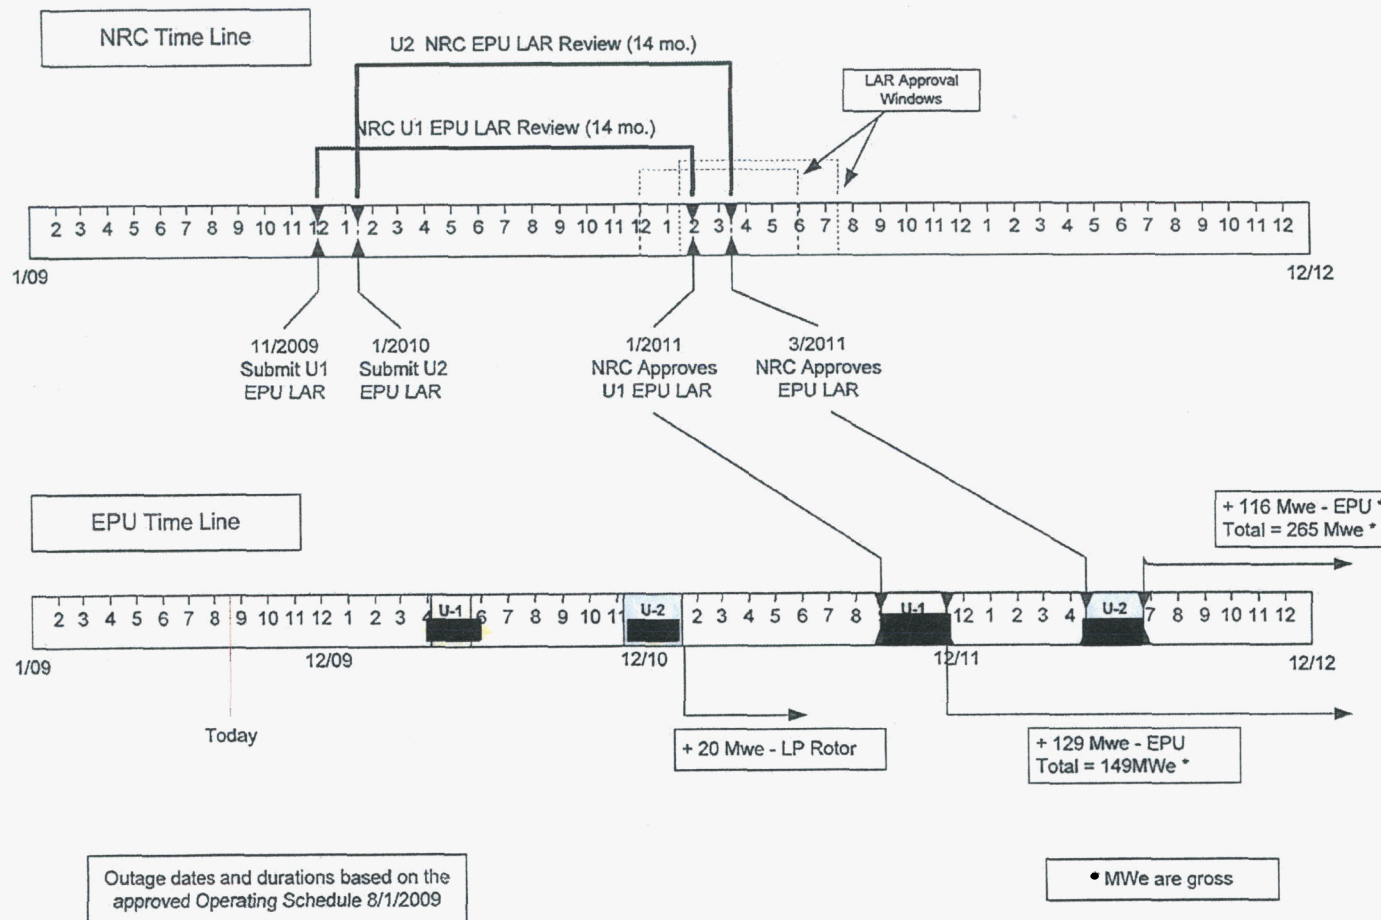 NRC Time Line
U2 NRC EPU LAR Review (14 mo.)
LAR Approval
Windows
NRC U1 EPU LAR Review (14 mo.)
2 3 4 5 6 7 8 9 10 11 12 1 2 3 4 5 6 7 8 9 10 11 12 1 2 3 4 5 6 7 8 9 10 11 12 1 2 3 4 5 6 7 8 9 10 11 12
1/09
12/12
11/2009
Submit U1
EPU LAR
1/2010
Submit U2
EPU LAR
1/2011
NRC Approves
U1 EPU LAR
3/2011
NRC Approves
EPU LAR
EPU Time Line
+ 116 Mwe - EPU *
Total = 265 Mwe *
2 3 4 5 6 7 8 9 10 11 12 1 2 3 4 U-1 6 7 8 9 10 11 U-2 2 3 4 5 6 7 8 U-1 12 1 2 3 4 U-2 7 8 9 10 11 12
1/09
12/09
12/10
12/11
12/12
Today
+ 20 Mwe - LP Rotor
+ 129 Mwe - EPU
Total = 149MWe *
Outage dates and durations based on the
approved Operating Schedule 8/1/2009
• MWe are gross